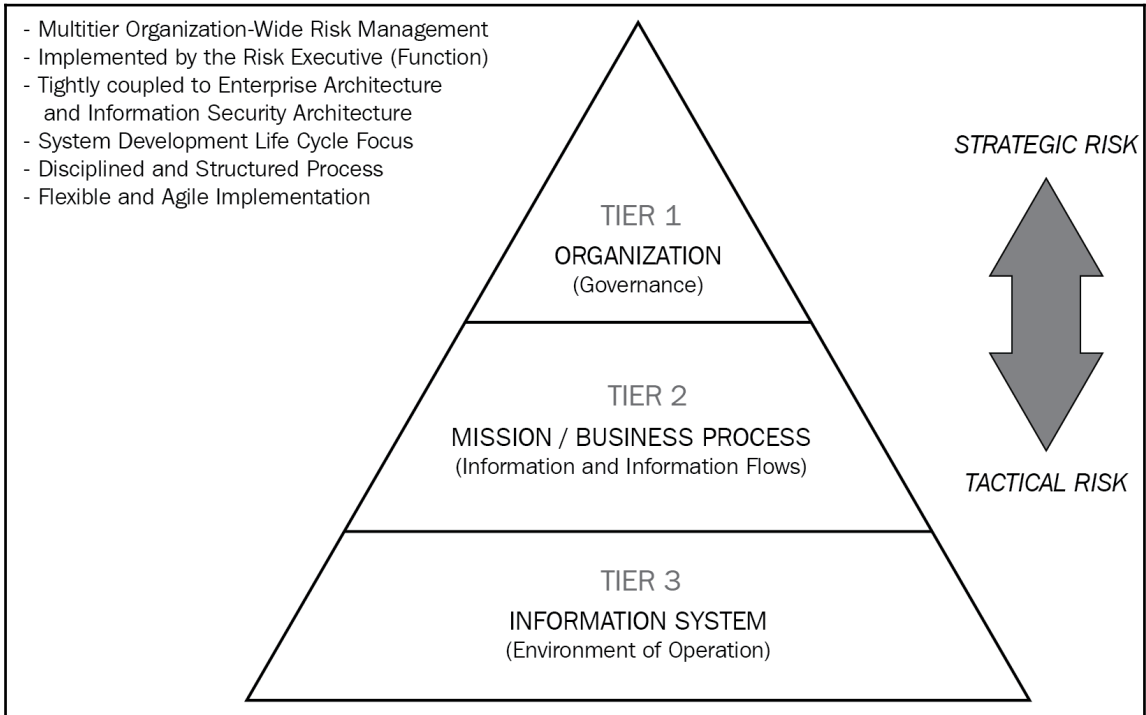 - Multitier Organization-Wide Risk Management
- Implemented by the Risk Executive (Function)
- Tightly coupled to Enterprise Architecture
and Information Security Architecture
- System Development Life Cycle Focus
- Disciplined and Structured Process
- Flexible and Agile Implementation
STRATEGIC RISK
TIER 1
ORGANIZATION
(Governance)
TIER 2
MISSION / BUSINESS PROCESS
(Information and Information Flows)
TACTICAL RISK
TIER 3
INFORMATION SYSTEM
(Environment of Operation)